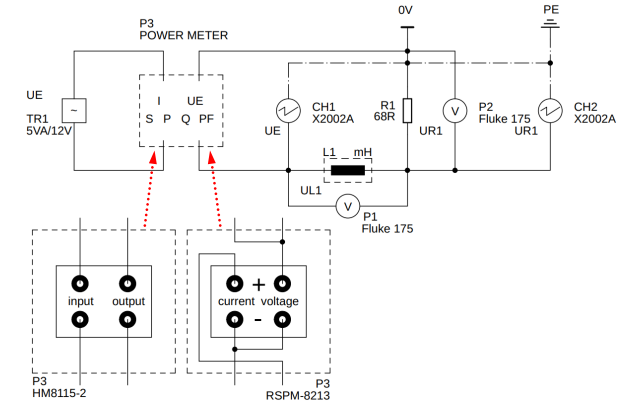 0V
PE
P3
POWER METER
UE
TR1
5VA/12V
~
I UE
S P Q PF
CH1
X2002A
UE
R1
68R
UR1
V
P2
Fluke 175
CH2
X2002A
UR1
L1 mH
UL1
V
P1
Fluke 175
input output
+
current voltage
-
P3
HM8115-2
P3
RSPM-8213